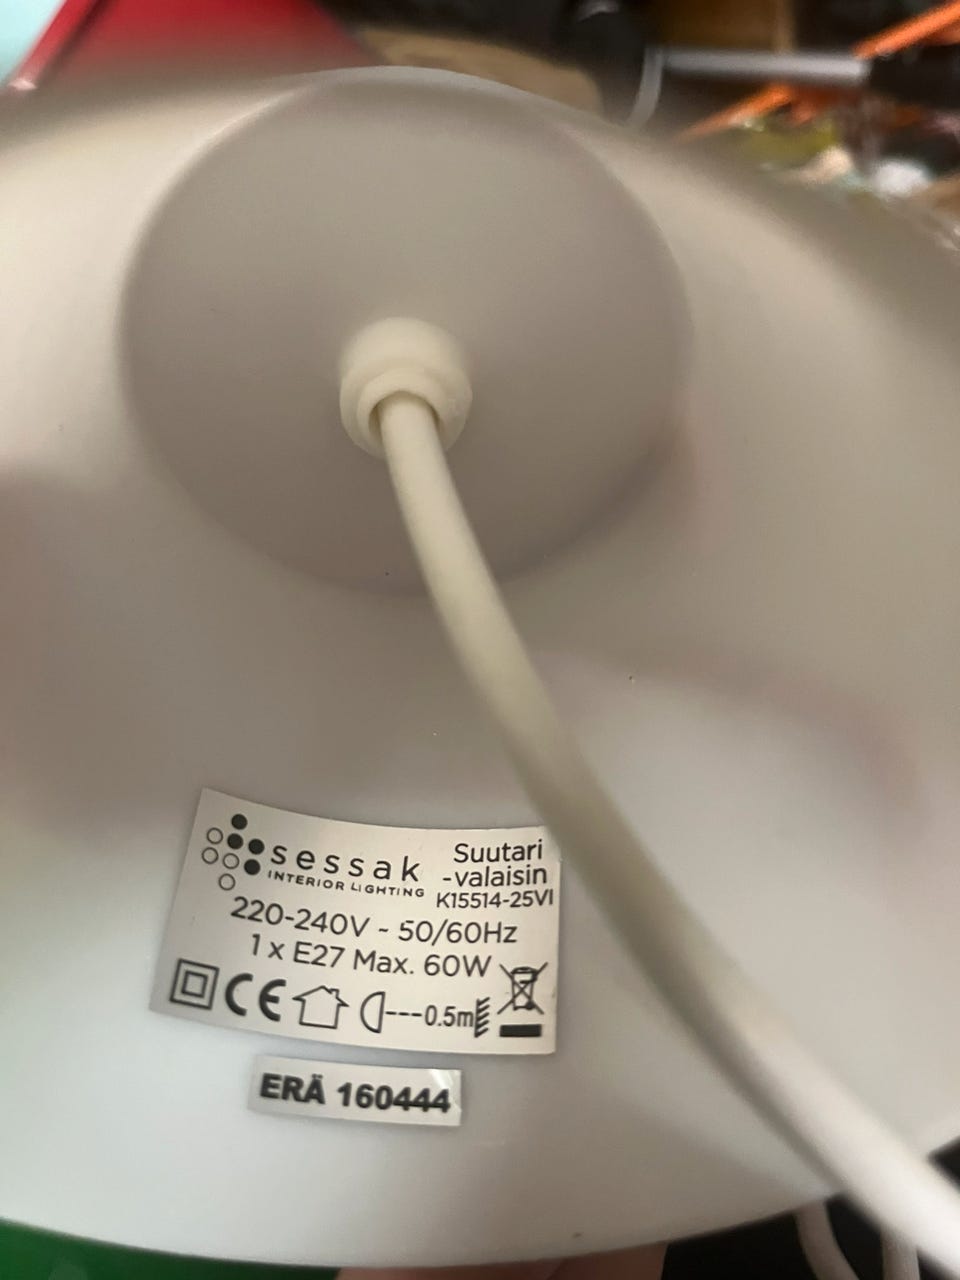 sessak
INTERIOR LIGHTING
Suutari
-valaisin
K15514-25VI
220-240V ~ 50/60Hz
1 x E27 Max. 60W
CE
0.5m
ERÄ 160444